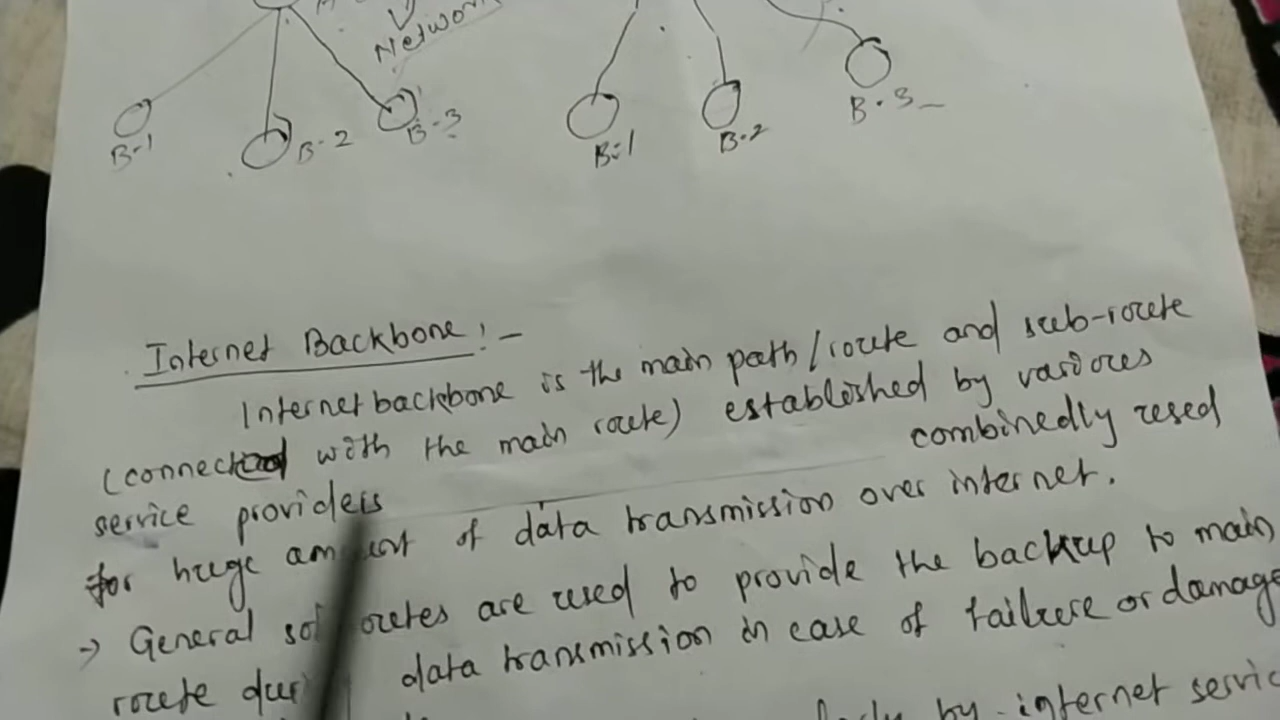 Network
B-1
B-2
B-3
B-1
B-2
B-3
Internet Backbone:-
Internet backbone is the main path/route and sub-route
(connected with the main route) established by various
service providers combinedly used
for huge amount of data transmission over internet.
→ General sub routes are used to provide the backup to main
route during data transmission in case of failure or damage
by internet